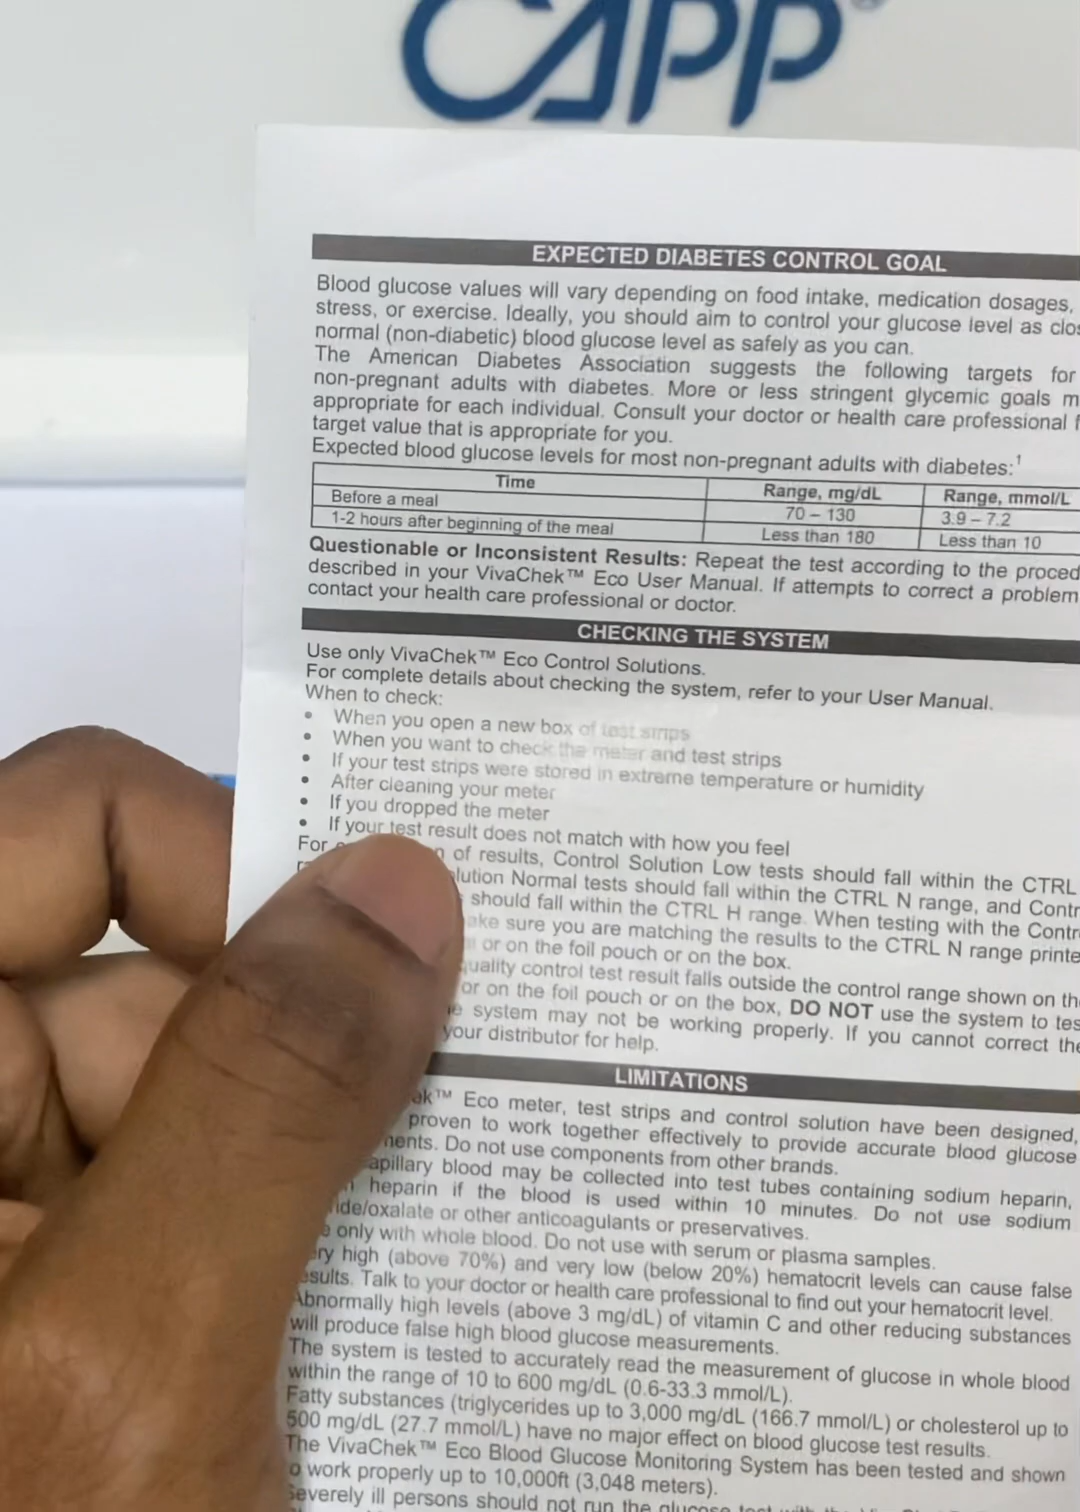 CAPP®
EXPECTED DIABETES CONTROL GOAL
Blood glucose values will vary depending on food intake, medication dosages,
stress, or exercise. Ideally, you should aim to control your glucose level as
normal (non-diabetic) blood glucose level as safely as you can.
The American Diabetes Association suggests the following targets for
non-pregnant adults with diabetes. More or less stringent glycemic goals
appropriate for each individual. Consult your doctor or health care professional
target value that is appropriate for you.
Expected blood glucose levels for most non-pregnant adults with diabetes:¹
Time Range, mg/dL Range, mmol/L
Before a meal 70 – 130 3.9 – 7.2
1-2 hours after beginning of the meal Less than 180 Less than 10
Questionable or Inconsistent Results: Repeat the test according to the
described in your VivaChek™ Eco User Manual. If attempts to correct a problem
contact your health care professional or doctor.
CHECKING THE SYSTEM
Use only VivaChek™ Eco Control Solutions.
For complete details about checking the system, refer to your User Manual.
When to check:
• When you open a new box of test strips
• When you want to check the meter and test strips
• If your test strips were stored in extreme temperature or humidity
• After cleaning your meter
• If you dropped the meter
• If your test result does not match with how you feel
For of results, Control Solution Low tests should fall within the CTRL
Normal tests should fall within the CTRL N range, and
should fall within the CTRL H range. When testing with the
sure you are matching the results to the CTRL N range
or on the foil pouch or on the box.
quality control test result falls outside the control range shown on
or on the foil pouch or on the box, DO NOT use the system to
system may not be working properly. If you cannot correct
your distributor for help.
LIMITATIONS
Eco meter, test strips and control solution have been designed,
proven to work together effectively to provide accurate blood glucose
Do not use components from other brands.
apillary blood may be collected into test tubes containing sodium heparin,
heparin if the blood is used within 10 minutes. Do not use sodium
ide/oxalate or other anticoagulants or preservatives.
only with whole blood. Do not use with serum or plasma samples.
ry high (above 70%) and very low (below 20%) hematocrit levels can cause false
esults. Talk to your doctor or health care professional to find out your hematocrit level.
Abnormally high levels (above 3 mg/dL) of vitamin C and other reducing substances
will produce false high blood glucose measurements.
The system is tested to accurately read the measurement of glucose in whole blood
within the range of 10 to 600 mg/dL (0.6-33.3 mmol/L).
Fatty substances (triglycerides up to 3,000 mg/dL (166.7 mmol/L) or cholesterol up to
500 mg/dL (27.7 mmol/L) have no major effect on blood glucose test results.
The VivaChek™ Eco Blood Glucose Monitoring System has been tested and shown
o work properly up to 10,000ft (3,048 meters).
Severely ill persons should not run the glucose test with the